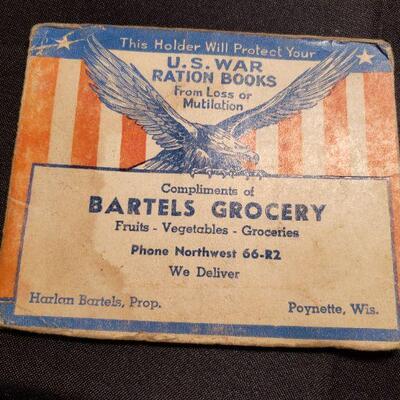 This Holder Will Protect Your
U.S. WAR
RATION BOOKS
From Loss or
Mutilation
Compliments of
BARTELS GROCERY
Fruits - Vegetables - Groceries
Phone Northwest 66-R2
We Deliver
Harlan Bartels, Prop.
Poynette, Wis.